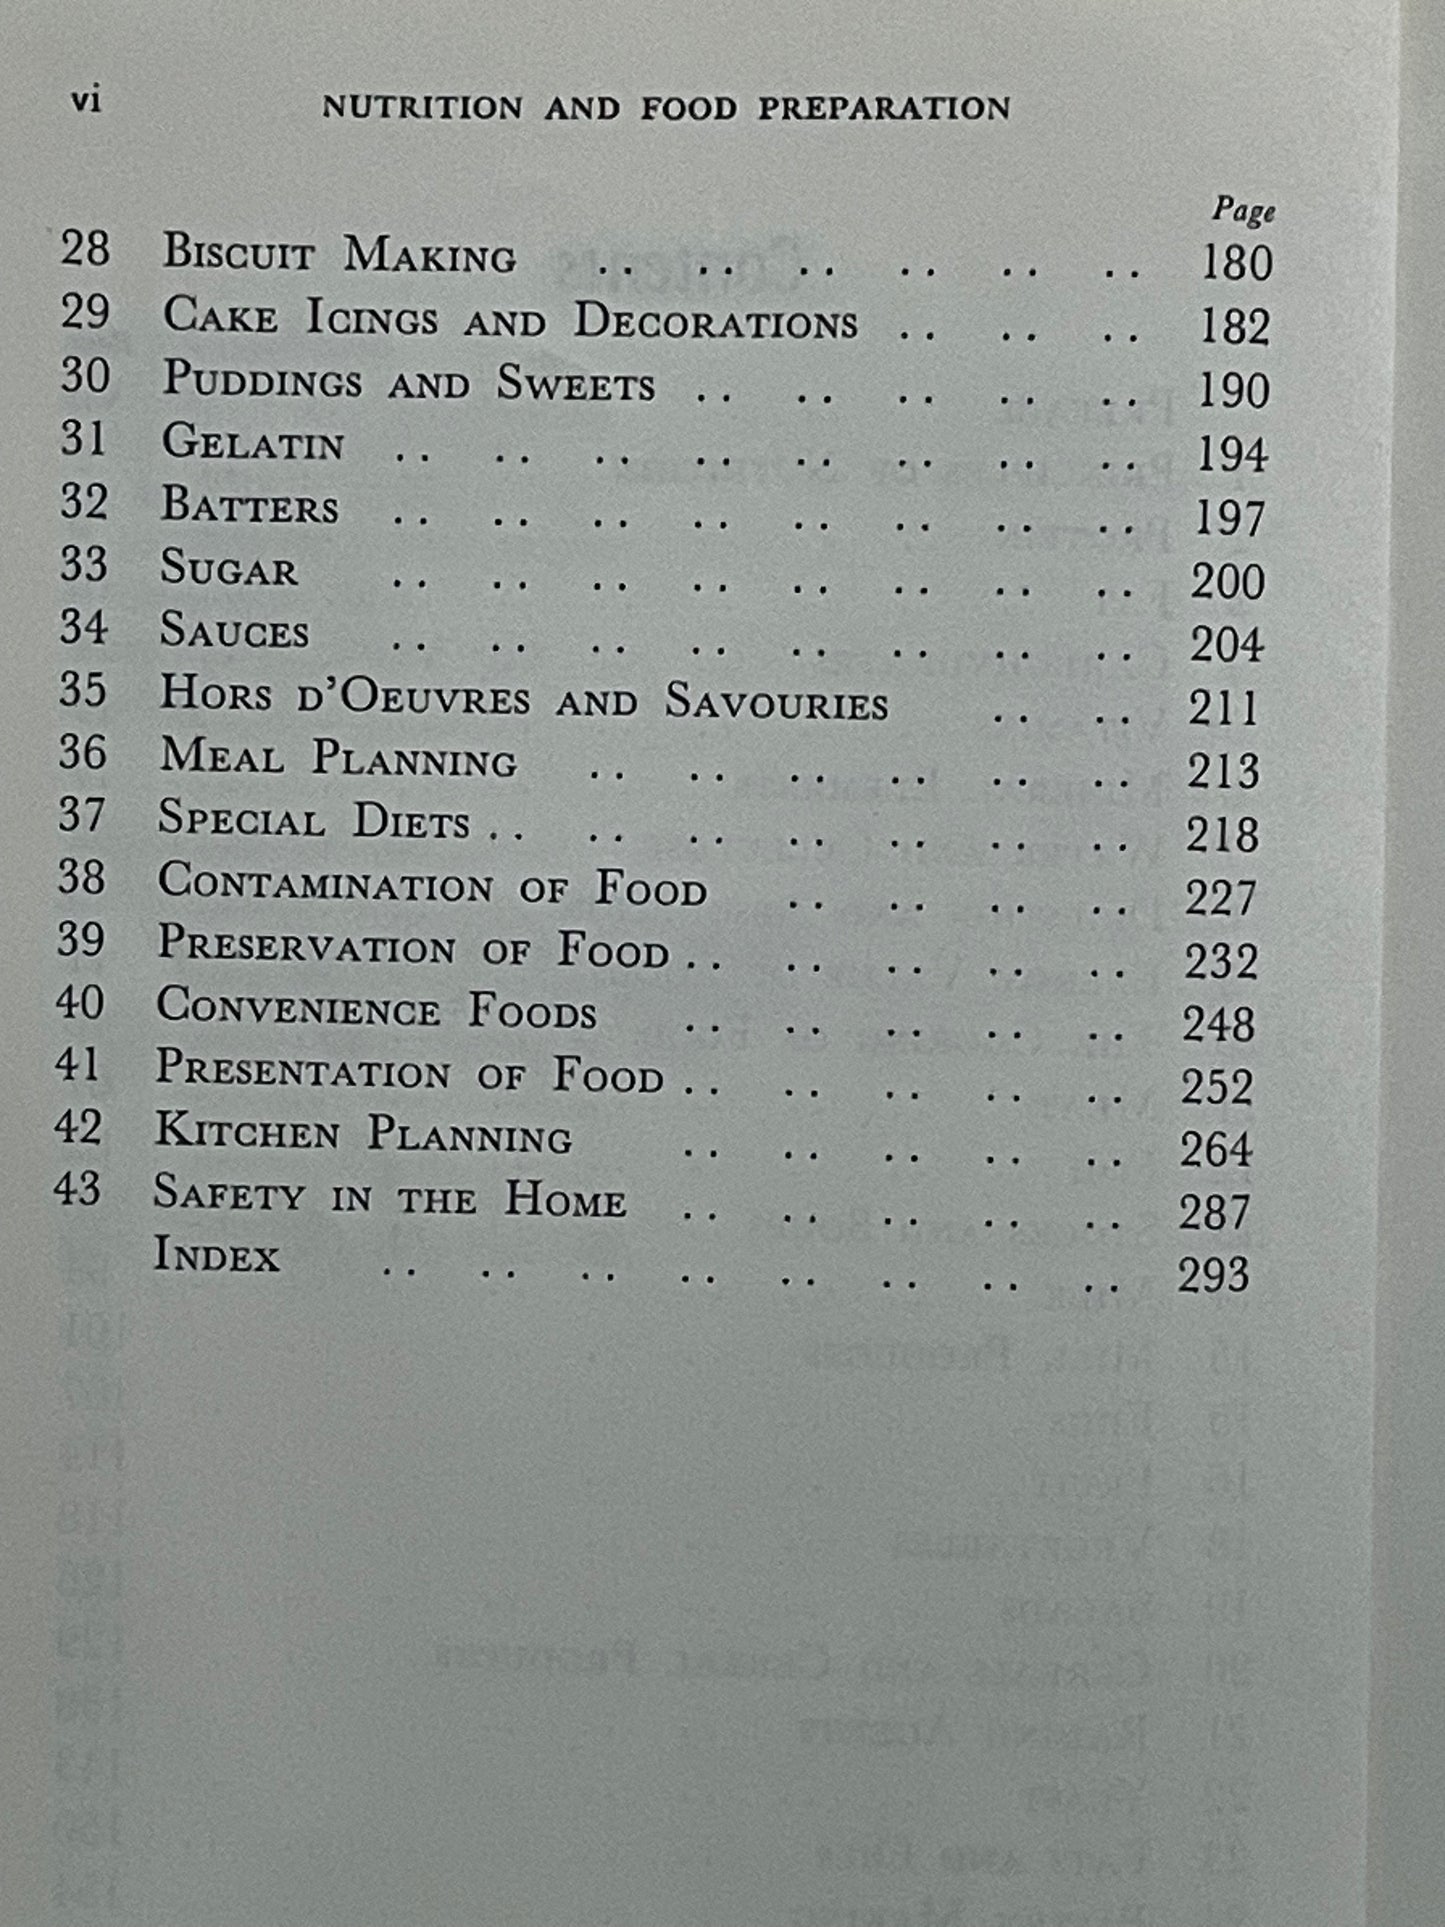 vi NUTRITION AND FOOD PREPARATION
Page
28 Biscuit Making .. .. .. .. .. .. 180
29 Cake Icings and Decorations .. .. .. 182
30 Puddings and Sweets .. .. .. .. .. 190
31 Gelatin .. .. .. .. .. .. .. .. 194
32 Batters .. .. .. .. .. .. .. .. 197
33 Sugar .. .. .. .. .. .. .. .. 200
34 Sauces .. .. .. .. .. .. .. .. 204
35 Hors d'Oeuvres and Savouries .. .. 211
36 Meal Planning .. .. .. .. .. .. 213
37 Special Diets .. .. .. .. .. .. .. 218
38 Contamination of Food .. .. .. .. 227
39 Preservation of Food .. .. .. .. .. 232
40 Convenience Foods .. .. .. .. .. 248
41 Presentation of Food .. .. .. .. .. 252
42 Kitchen Planning .. .. .. .. .. 264
43 Safety in the Home .. .. .. .. .. 287
Index .. .. .. .. .. .. .. .. 293